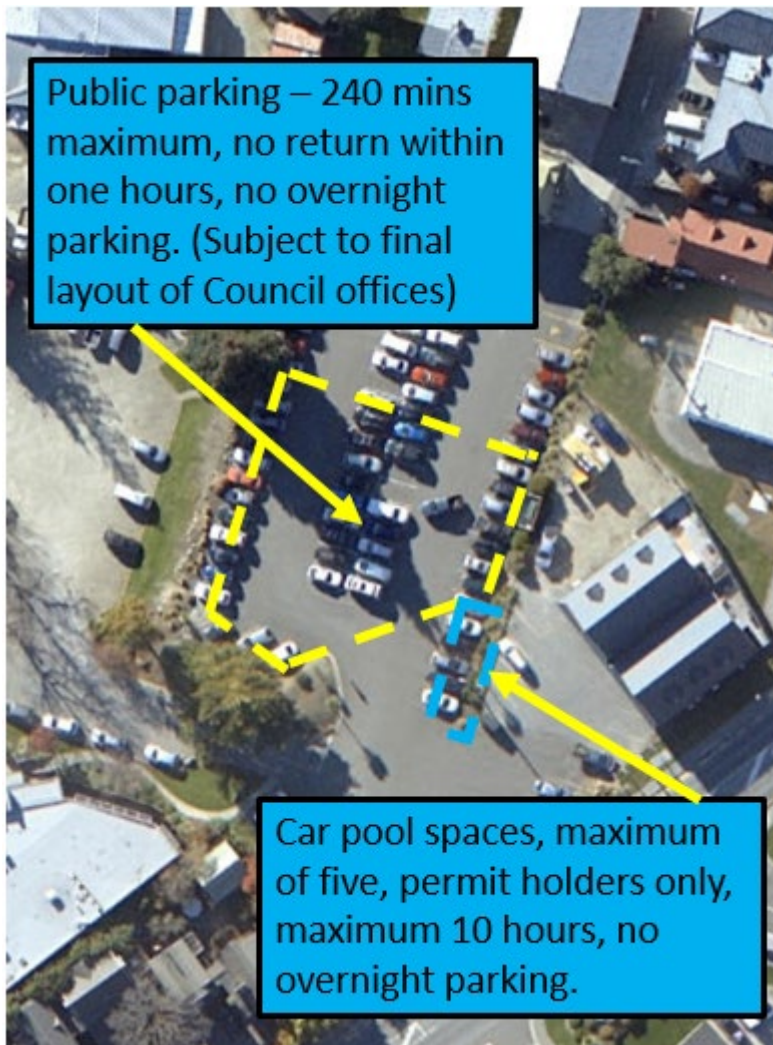 Public parking – 240 mins
maximum, no return within
one hours, no overnight
parking. (Subject to final
layout of Council offices)
Car pool spaces, maximum
of five, permit holders only,
maximum 10 hours, no
overnight parking.